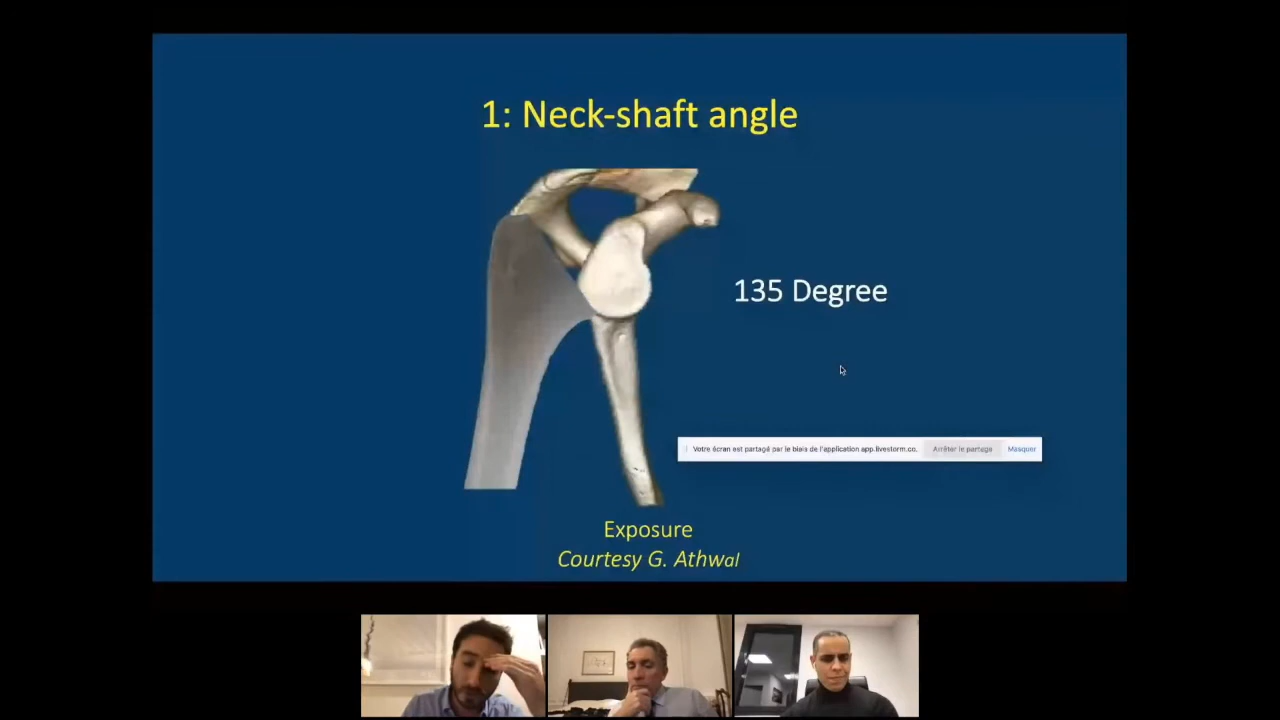 1: Neck-shaft angle
135 Degree
Votre écran est partagé par le biais de l'application app.livestorm.co. Arrêter le partage Masquer
Exposure
Courtesy G. Athwal